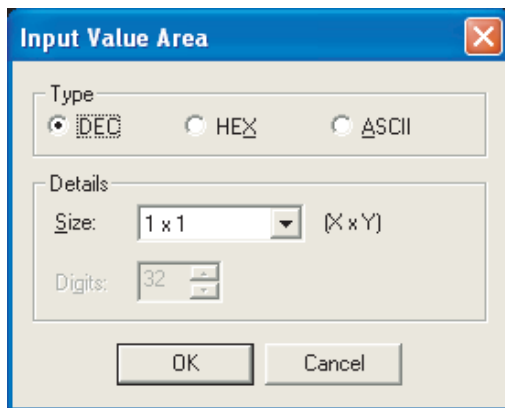 Input Value Area
Type
DEC HEX ASCII
Details
Size: 1 x 1 (X x Y)
Digits: 32
OK Cancel